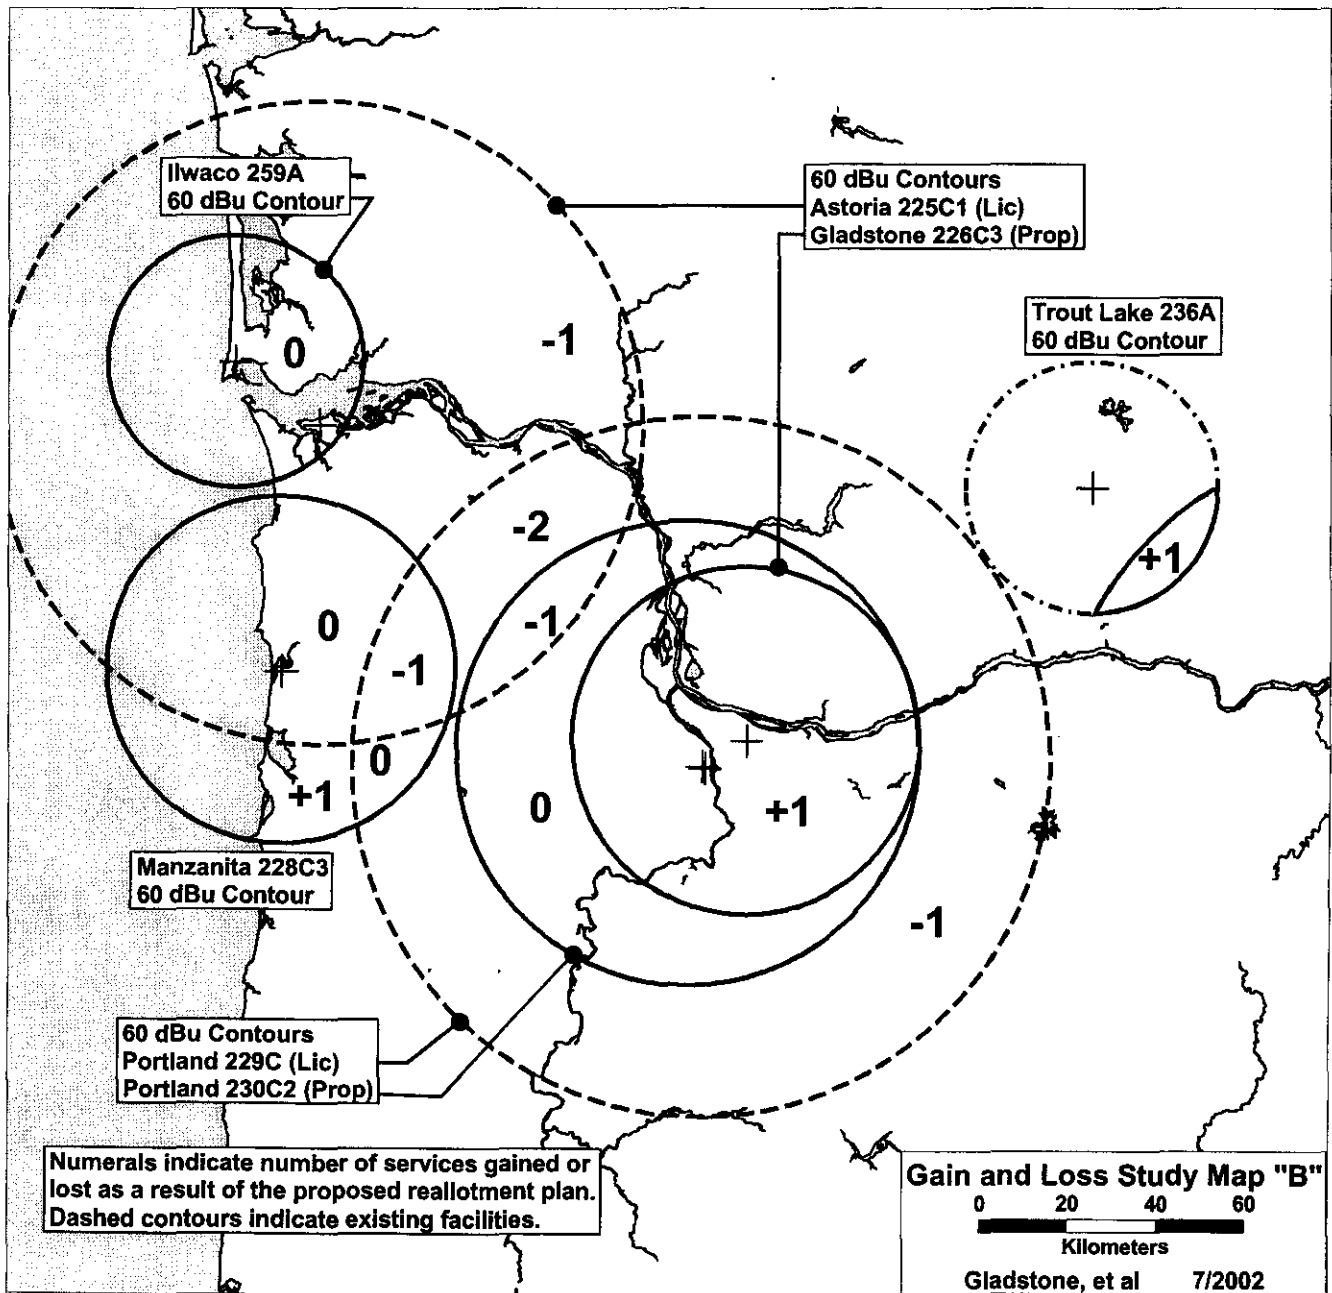 Ilwaco 259A
60 dBu Contour
60 dBu Contours
Astoria 225C1 (Lic)
Gladstone 226C3 (Prop)
Trout Lake 236A
60 dBu Contour
0
-1
-2
+1
-1
0
-1
0
+1
0
+1
-1
Manzanita 228C3
60 dBu Contour
60 dBu Contours
Portland 229C (Lic)
Portland 230C2 (Prop)
Numerals indicate number of services gained or
lost as a result of the proposed reallotment plan.
Dashed contours indicate existing facilities.
Gain and Loss Study Map "B"
0 20 40 60
Kilometers
Gladstone, et al 7/2002